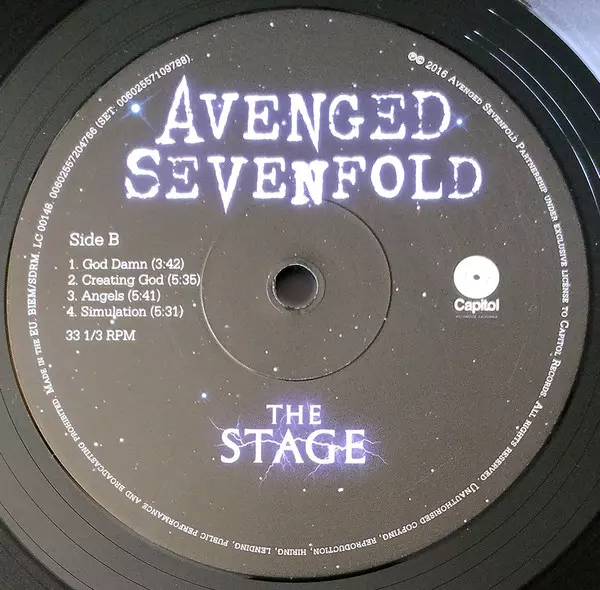 AVENGED
SEVENFOLD
Side B
1. God Damn (3:42)
2. Creating God (5:35)
3. Angels (5:41)
4. Simulation (5:31)
33 1/3 RPM
Capitol
THE
STAGE
℗© 2016 Avenged Sevenfold Partnership under exclusive license to Capitol Records. All rights reserved. Unauthorised copying, reproduction, hiring, lending, public performance and broadcasting prohibited. Made in the EU. BIEM/SDRM. LC 00148. 00602557204766 (SET: 00602557109788).